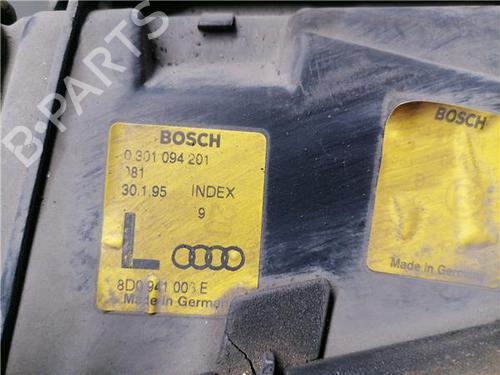 BOSCH
0 301 094 201
081
30.1.95 INDEX
9
L
8D0 941 003 E
Made in Germany
BOSCH
Made in German
B-PARTS